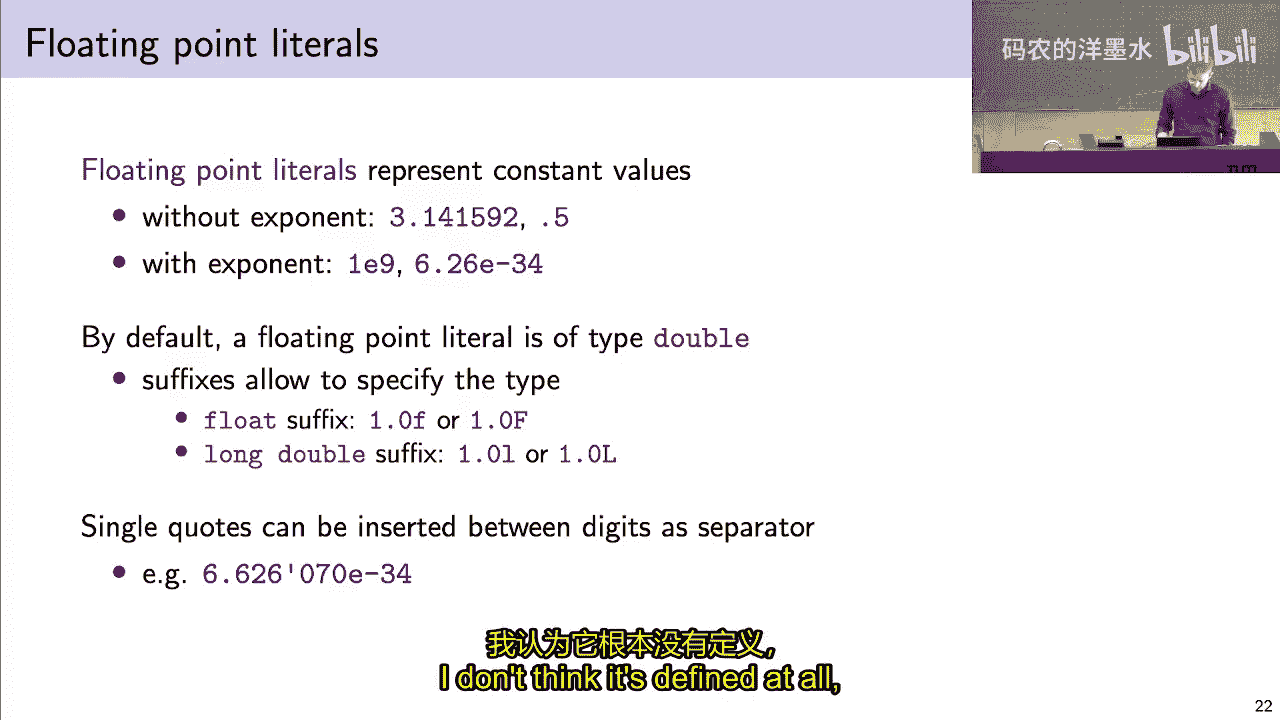 Floating point literals
码农的洋墨水 bilibili
Floating point literals represent constant values
• without exponent: 3.141592, .5
• with exponent: 1e9, 6.26e-34
By default, a floating point literal is of type double
• suffixes allow to specify the type
• float suffix: 1.0f or 1.0F
• long double suffix: 1.0l or 1.0L
Single quotes can be inserted between digits as separator
• e.g. 6.626'070e-34
我认为它根本没有定义,
I don't think it's defined at all,
22